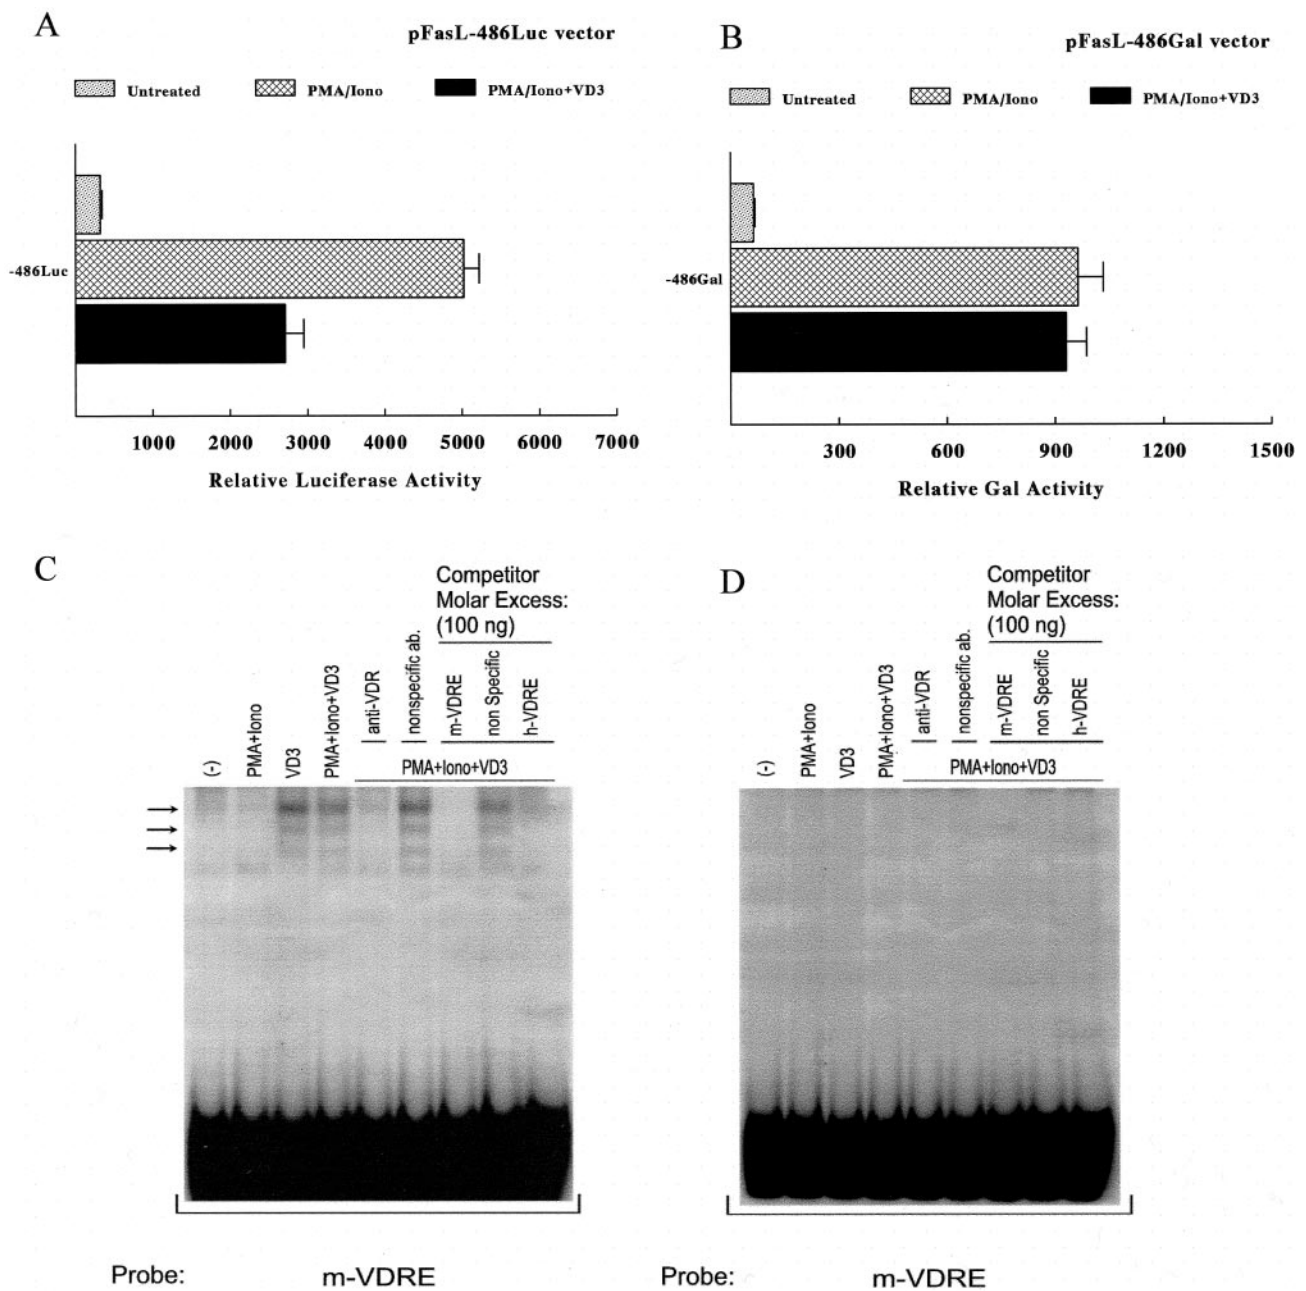 A
pFasL-486Luc vector
Untreated
PMA/Iono
PMA/Iono+VD3
-486Luc
1000 2000 3000 4000 5000 6000 7000
Relative Luciferase Activity
B
pFasL-486Gal vector
Untreated
PMA/Iono
PMA/Iono+VD3
-486Gal
300 600 900 1200 1500
Relative Gal Activity
C
Competitor
Molar Excess:
(100 ng)
(-)
PMA+Iono
VD3
PMA+Iono+VD3
anti-VDR
nonspecific ab.
m-VDRE
non Specific
h-VDRE
PMA+Iono+VD3
Probe: m-VDRE
D
Competitor
Molar Excess:
(100 ng)
(-)
PMA+Iono
VD3
PMA+Iono+VD3
anti-VDR
nonspecific ab.
m-VDRE
non Specific
h-VDRE
PMA+Iono+VD3
Probe: m-VDRE